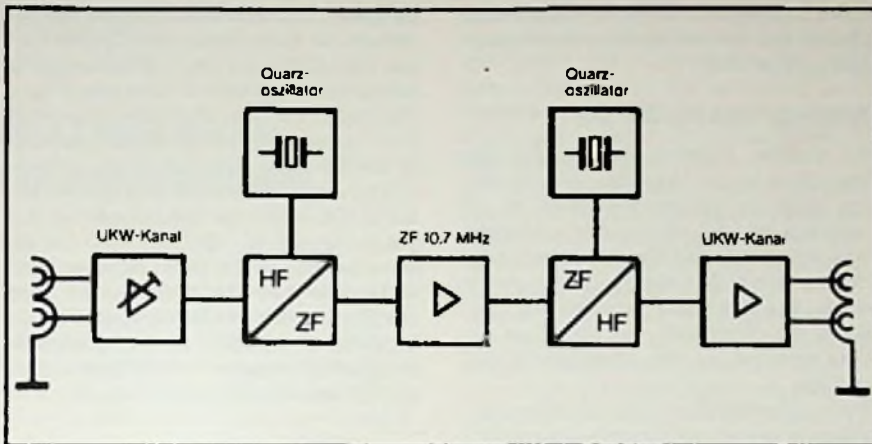 Quarz-
oszillator
Quarz-
oszillator
UKW-Kanal
ZF 10,7 MHz
UKW-Kanal
HF
ZF
ZF
HF